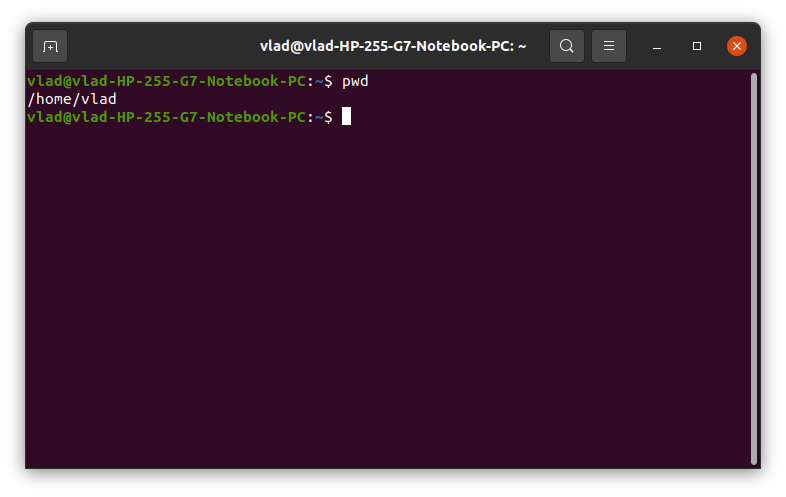 vlad@vlad-HP-255-G7-Notebook-PC: ~
vlad@vlad-HP-255-G7-Notebook-PC:~$ pwd
/home/vlad
vlad@vlad-HP-255-G7-Notebook-PC:~$